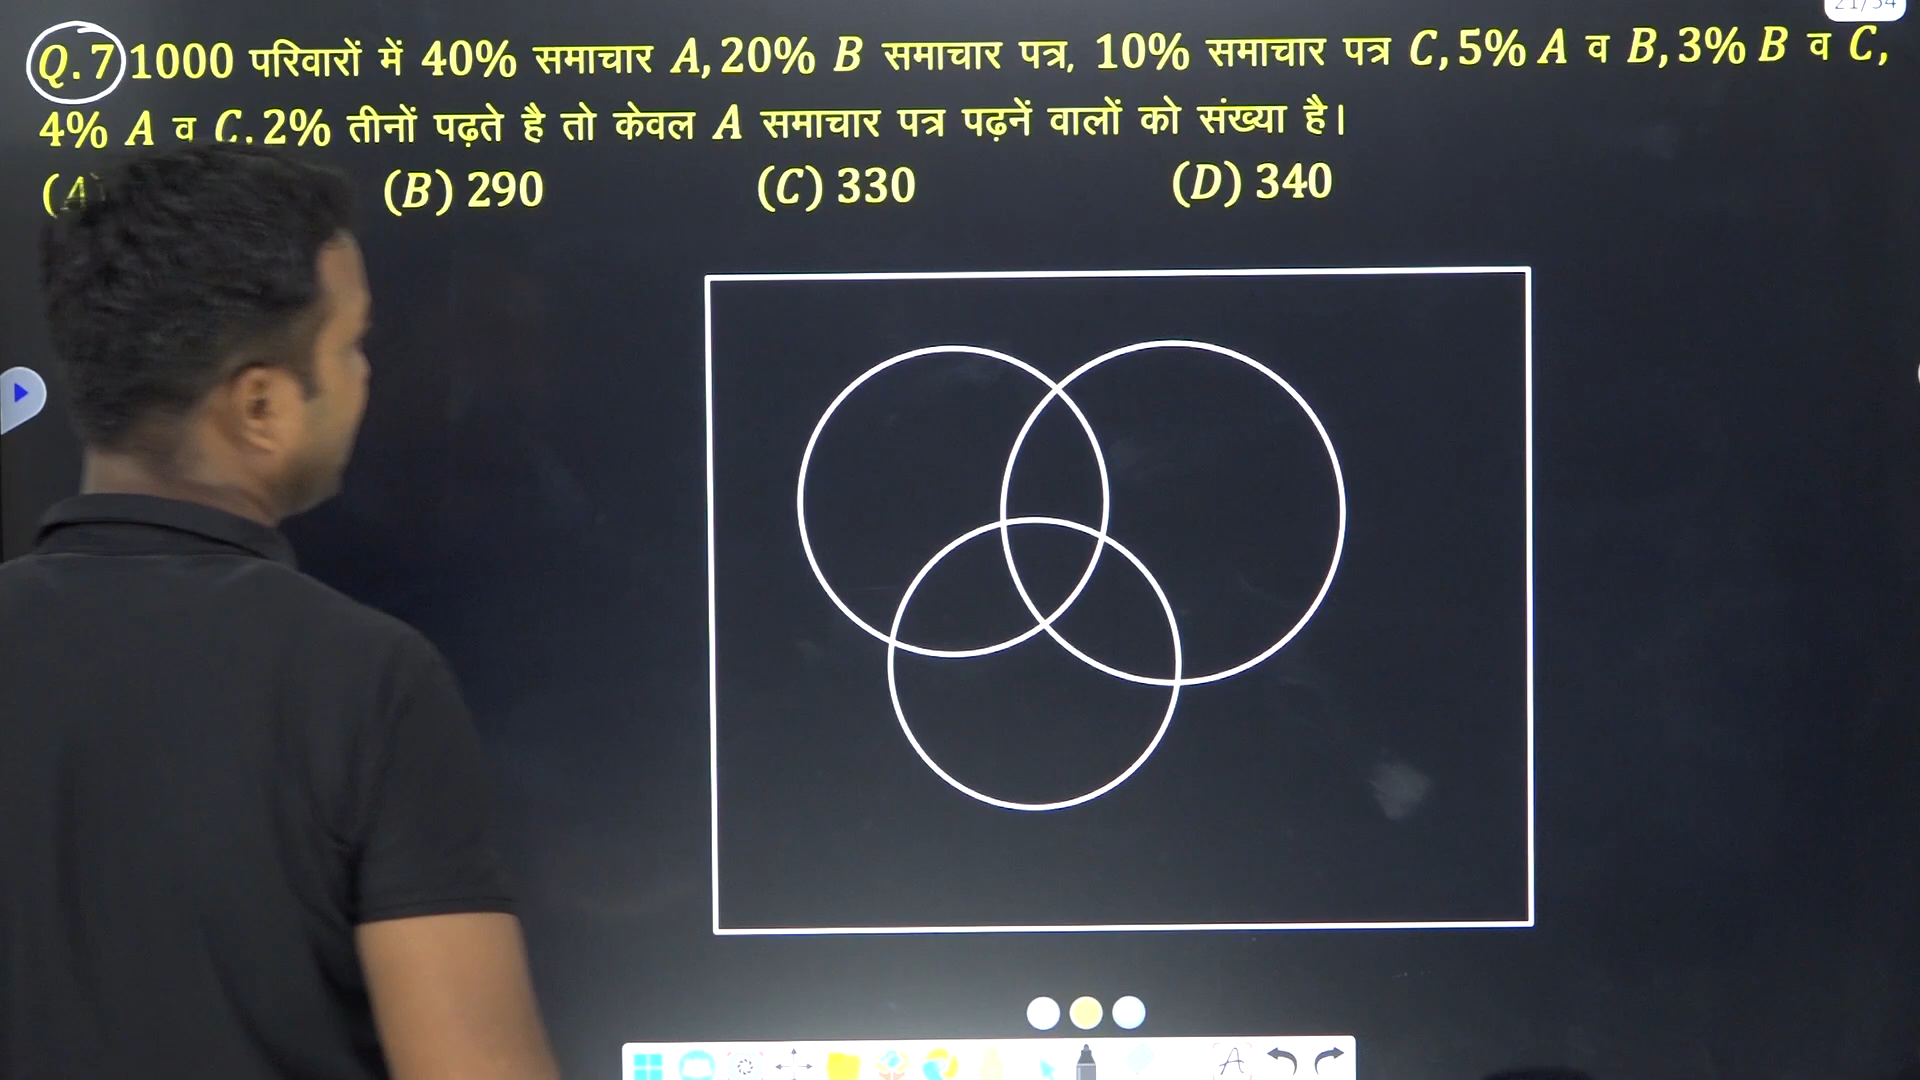 Q.7 1000 परिवारों में 40% समाचार A, 20% B समाचार पत्र, 10% समाचार पत्र C, 5% A व B, 3% B व C,
4% A व C. 2% तीनों पढ़ते है तो केवल A समाचार पत्र पढ़नें वालों को संख्या है।
(A) (B) 290 (C) 330 (D) 340